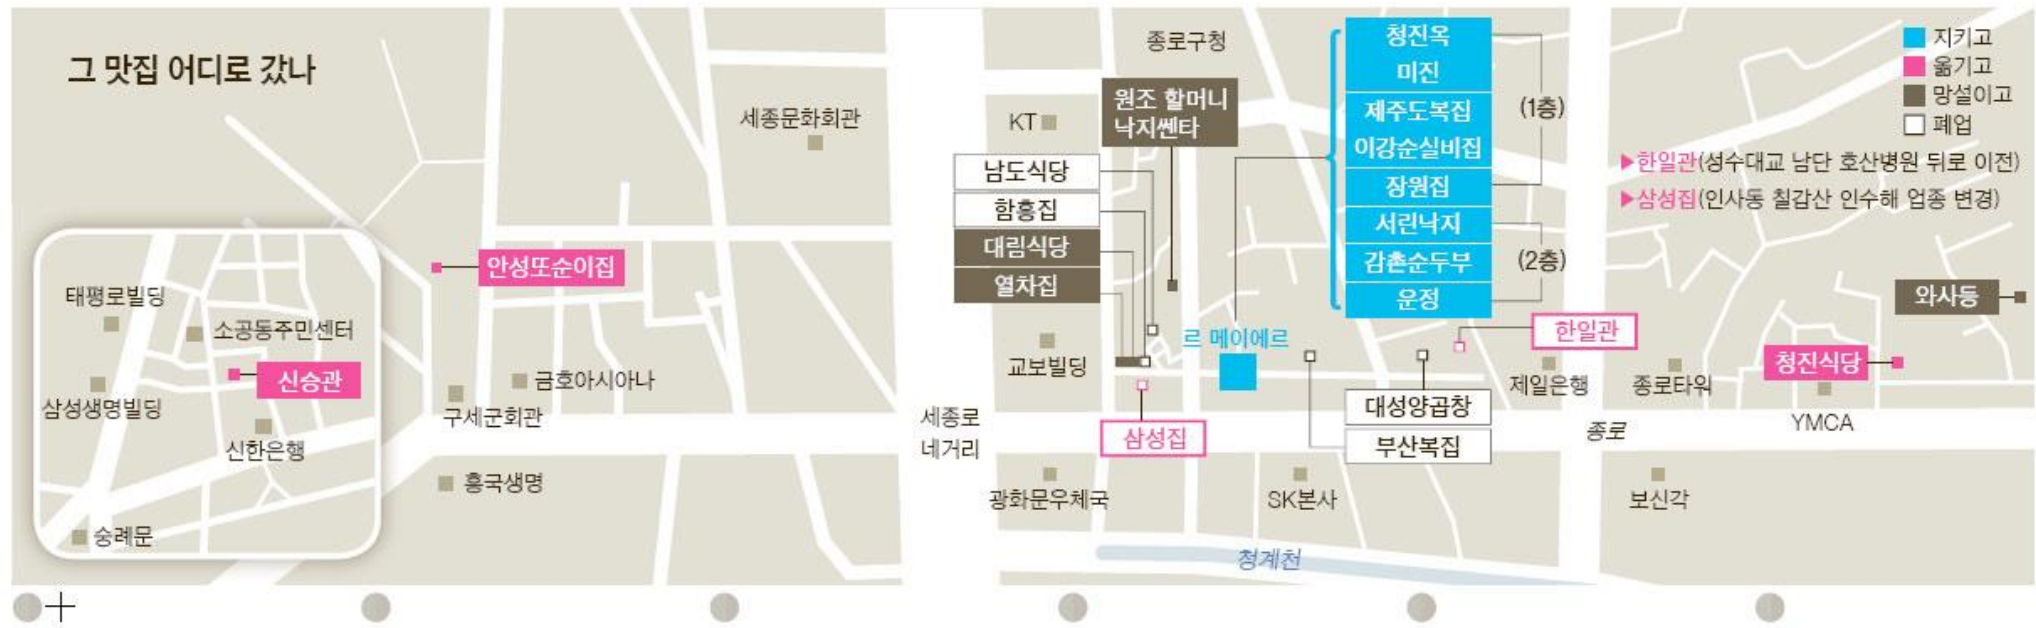 그 맛집 어디로 갔나
지키고
옮기고
망설이고
폐업
▶한일관(성수대교 남단 호산병원 뒤로 이전)
▶삼성집(인사동 칠갑산 인수해 업종 변경)
태평로빌딩
소공동주민센터
신승관
삼성생명빌딩
신한은행
숭례문
안성또순이집
금호아시아나
구세군회관
흥국생명
세종문화회관
세종로
네거리
종로구청
KT
원조 할머니
낙지쎈타
남도식당
함흥집
대림식당
열차집
교보빌딩
삼성집
광화문우체국
르 메이에르
청진옥
미진
제주도복집
이강순실비집
장원집
(1층)
서린낙지
감촌순두부
운정
(2층)
한일관
대성양곱창
부산복집
제일은행
종로타워
청진식당
와사등
YMCA
종로
SK본사
보신각
청계천